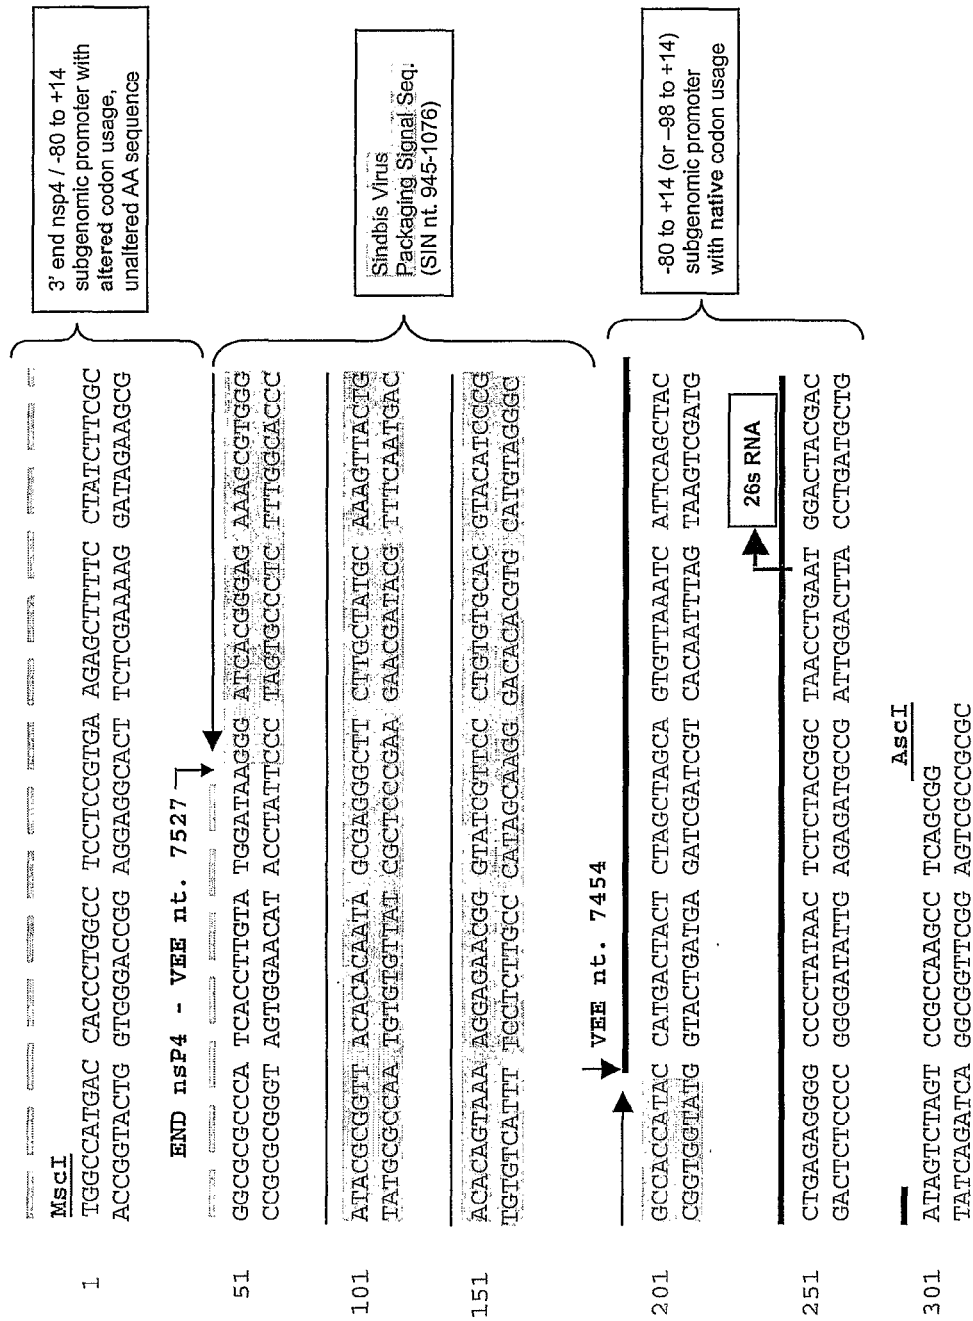 MscI
1 TGGCCATGAC CACCCTGGCC TCCTCCGTGA AGAGCTTTTC CTATCTTCGC
ACCGGTACTG GTGGGACCGG AGGAGGCACT TCTCGAAAAG GATAGAAGCG
3' end nsp4 / -80 to +14
subgenomic promoter with
altered codon usage,
unaltered AA sequence
END nsP4 - VEE nt. 7527
51 GGCGCGCCCA TCACCTTGTA TGGATAAGGG ATCACGGGAG AAACCGTGGG
CCGCGCGGGT AGTGGAACAT ACCTATTCCC TAGTGCCCTC TTTGGCACCC
101 ATACGCGGTT ACACACAATA GCGAGGGCTT CTTGCTATGC AAAGTTACTG
TATGCGCCAA TGTGTGTTAT CGCTCCCGAA GAACGATACG TTTCAATGAC
Sindbis Virus
Packaging Signal Seq.
(SIN nt. 945-1076)
151 ACACAGTAAA AGGAGAACGG GTATCGTTCC CTGTGTGCAC GTACATCCCG
TGTGTCATTT TCCTCTTGCC CATAGCAAGG GACACACGTG CATGTAGGGC
VEE nt. 7454
201 GCCACCATAC CATGACTACT CTAGCTAGCA GTGTTAAATC ATTCAGCTAC
CGGTGGTATG GTACTGATGA GATCGATCGT CACAATTTAG TAAGTCGATG
-80 to +14 (or –98 to +14)
subgenomic promoter
with native codon usage
26s RNA
251 CTGAGAGGGG CCCCTATAAC TCTCTACGGC TAACCTGAAT GGACTACGAC
GACTCTCCCC GGGGATATTG AGAGATGCCG ATTGGACTTA CCTGATGCTG
AscI
301 ATAGTCTAGT CCGCCAAGCC TCAGCGG
TATCAGATCA GGCGGTTCGG AGTCGCCGCGC